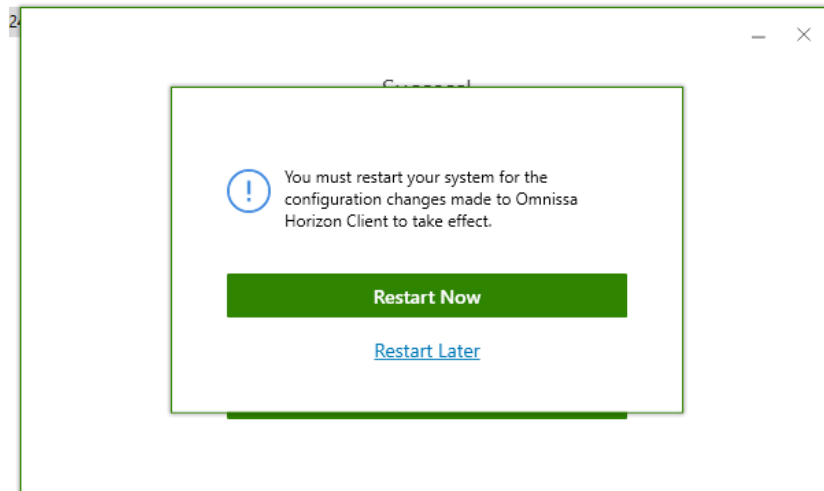 24
You must restart your system for the
configuration changes made to Omnissa
Horizon Client to take effect.
Restart Now
Restart Later